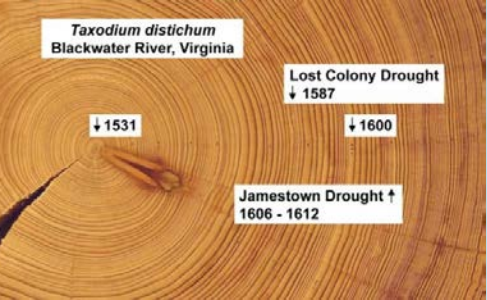 Taxodium distichum
Blackwater River, Virginia
Lost Colony Drought
↓ 1587
↓ 1531
↓ 1600
Jamestown Drought ↑
1606 - 1612